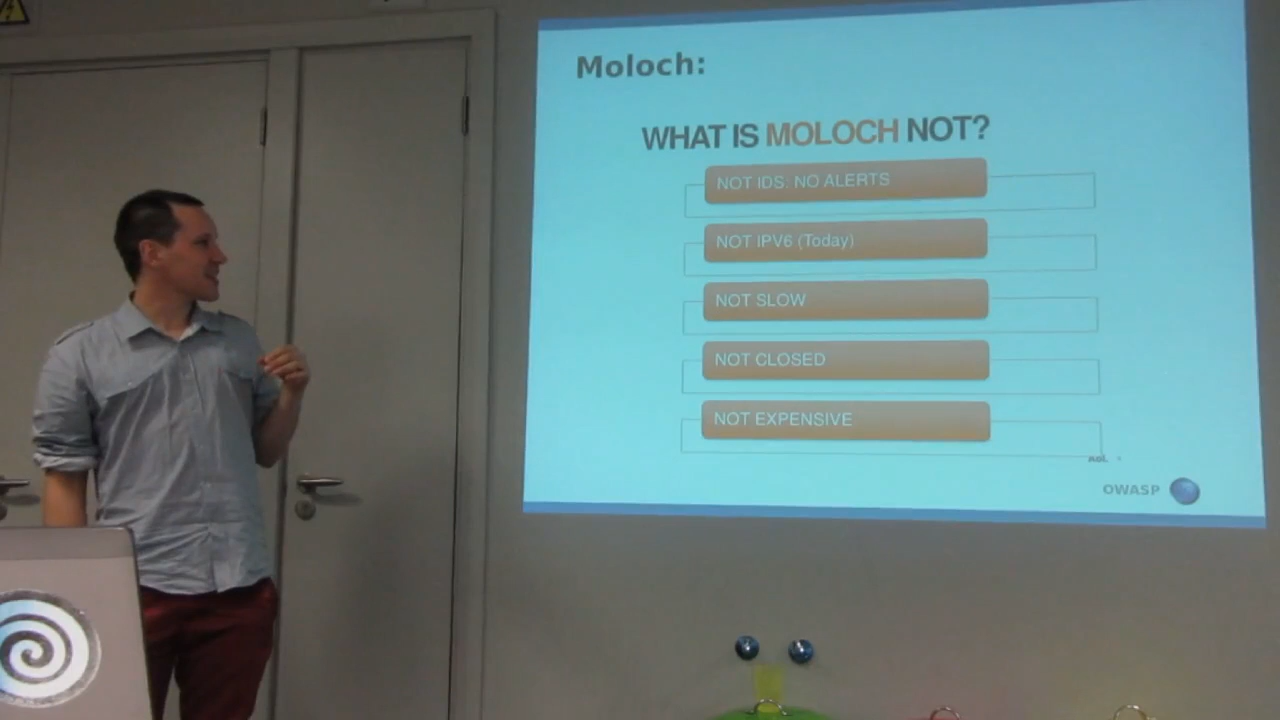 Moloch:
WHAT IS MOLOCH NOT?
NOT IDS: NO ALERTS
NOT IPV6 (Today)
NOT SLOW
NOT CLOSED
NOT EXPENSIVE
Aol.
OWASP